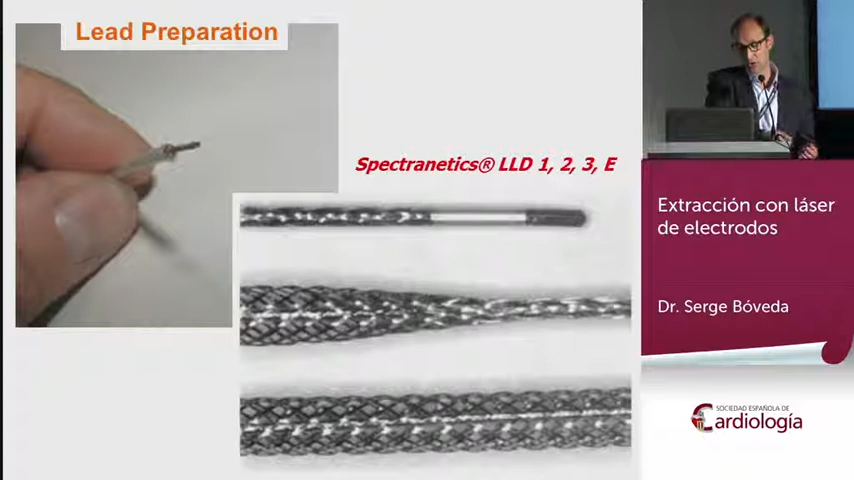 Lead Preparation
Spectranetics® LLD 1, 2, 3, E
Extracción con láser
de electrodos
Dr. Serge Bóveda
SOCIEDAD ESPAÑOLA DE
Cardiología